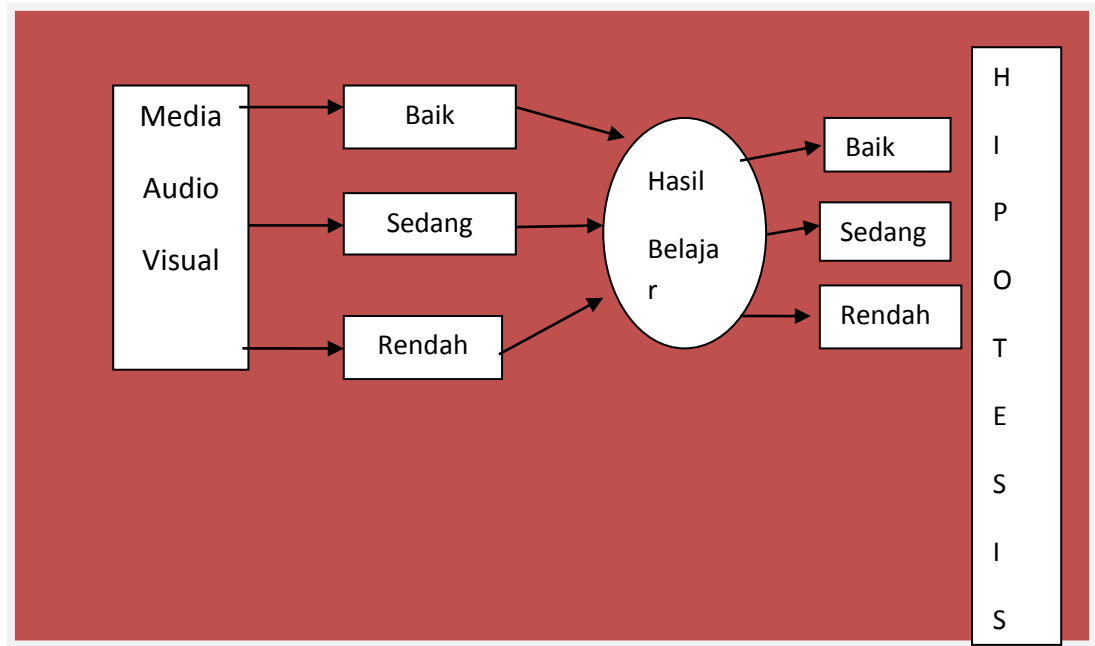 Media
Audio
Visual
Baik
Sedang
Rendah
Hasil
Belaja
r
Baik
Sedang
Rendah
H
I
P
O
T
E
S
I
S